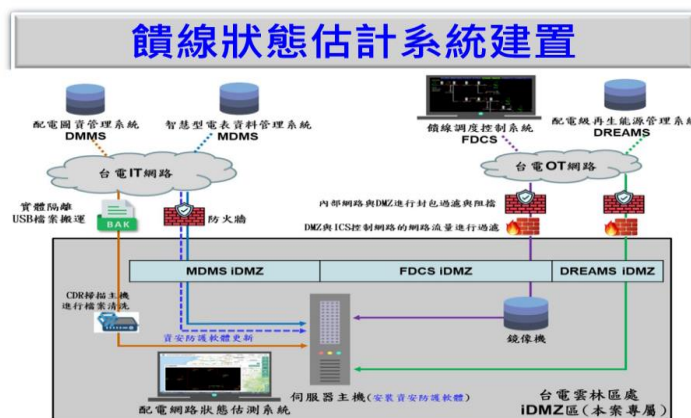 饋線狀態估計系統建置
配電圖資管理系統
DMMS
智慧型電表資料管理系統
MDMS
饋線調度控制系統
FDCS
配電級再生能源管理系統
DREAMS
台電IT網路
台電OT網路
實體隔離
USB檔案搬運
BAK
防火牆
內部網路與DMZ進行封包過濾與阻擋
DMZ與ICS控制網路的網路流量進行過濾
MDMS iDMZ
FDCS iDMZ
DREAMS iDMZ
CDR掃描主機
進行檔案清洗
資安防護軟體更新
鏡像機
伺服器主機(安裝資安防護軟體)
配電網路狀態估測系統
台電雲林區處
iDMZ區(本案專屬)